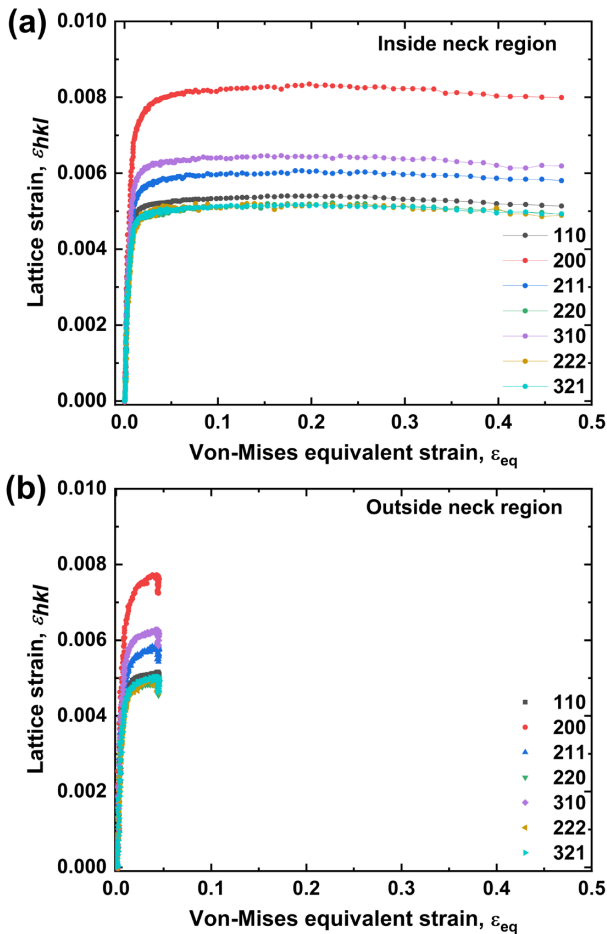 (a)
Inside neck region
0.010
0.008
0.006
0.004
0.002
0.000
Lattice strain, εhkl
110
200
211
220
310
222
321
0.0 0.1 0.2 0.3 0.4 0.5
Von-Mises equivalent strain, εeq
(b)
Outside neck region
0.010
0.008
0.006
0.004
0.002
0.000
Lattice strain, εhkl
110
200
211
220
310
222
321
0.0 0.1 0.2 0.3 0.4 0.5
Von-Mises equivalent strain, εeq